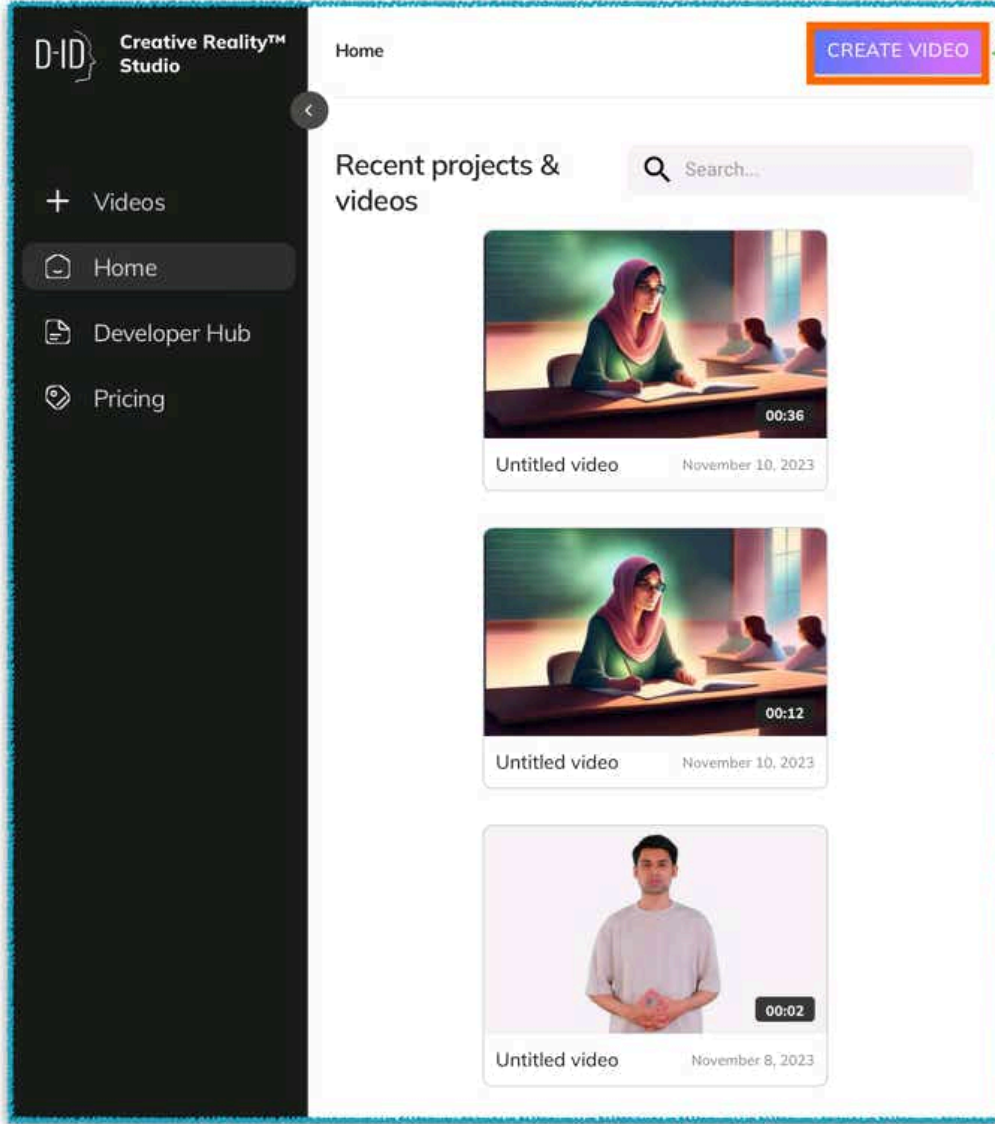 D-ID
Creative Reality™
Studio
Videos
Home
Developer Hub
Pricing
Home
CREATE VIDEO
Recent projects &
videos
Search...
00:36
Untitled video November 10, 2023
00:12
Untitled video November 10, 2023
00:02
Untitled video November 8, 2023